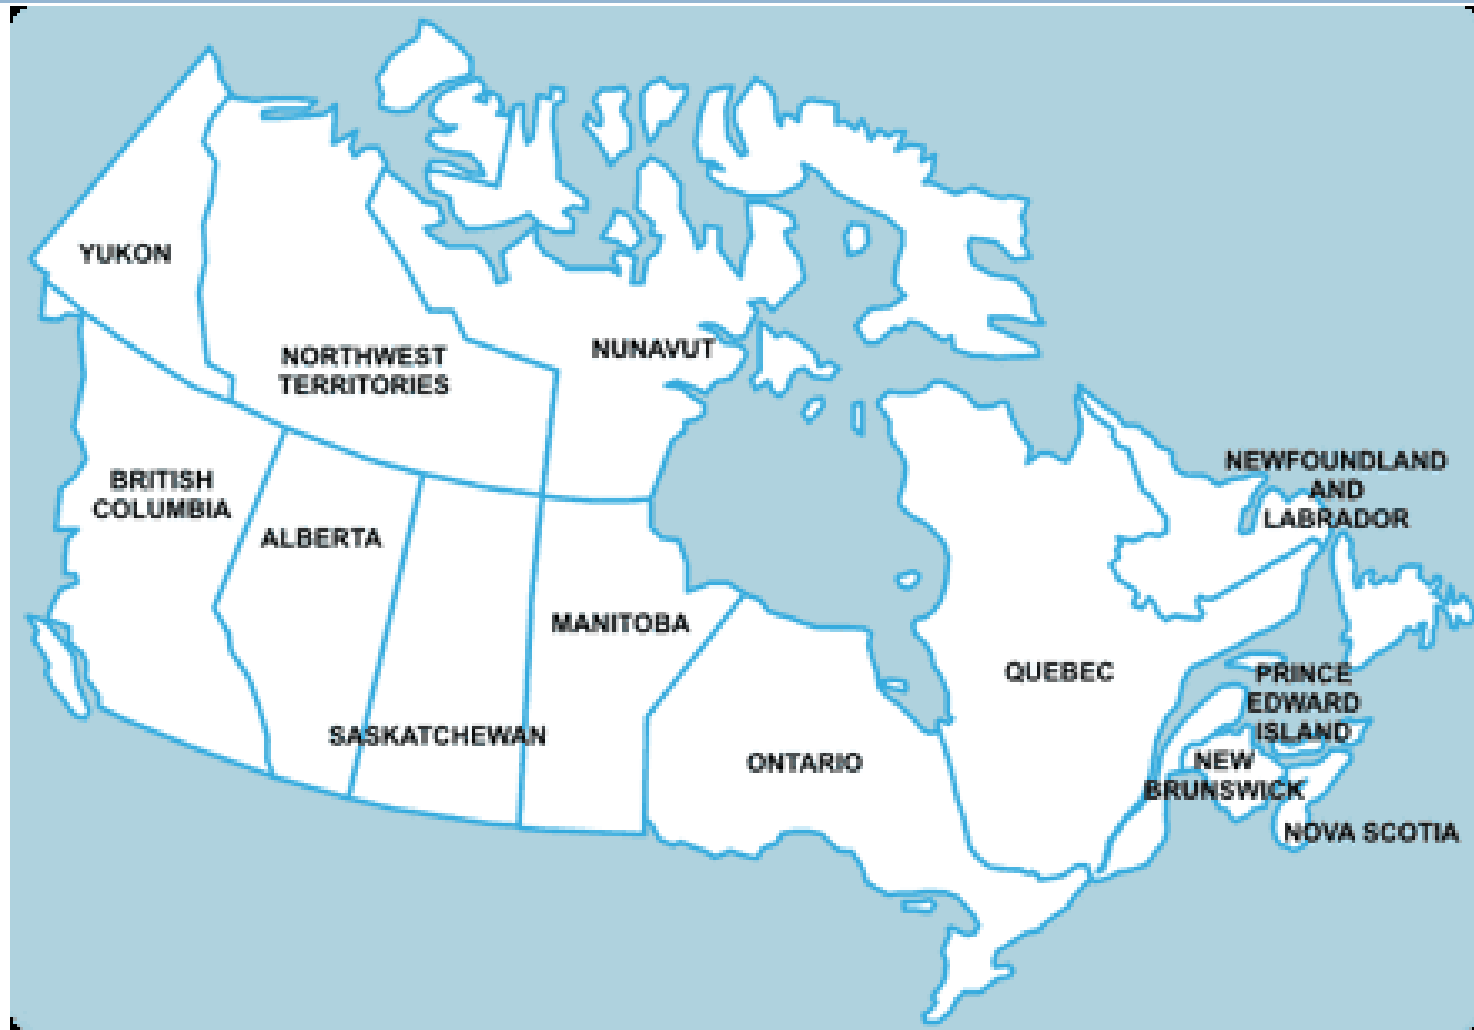 YUKON
NORTHWEST
TERRITORIES
NUNAVUT
BRITISH
COLUMBIA
ALBERTA
SASKATCHEWAN
MANITOBA
ONTARIO
QUEBEC
NEWFOUNDLAND
AND
LABRADOR
PRINCE
EDWARD
ISLAND
NEW
BRUNSWICK
NOVA SCOTIA